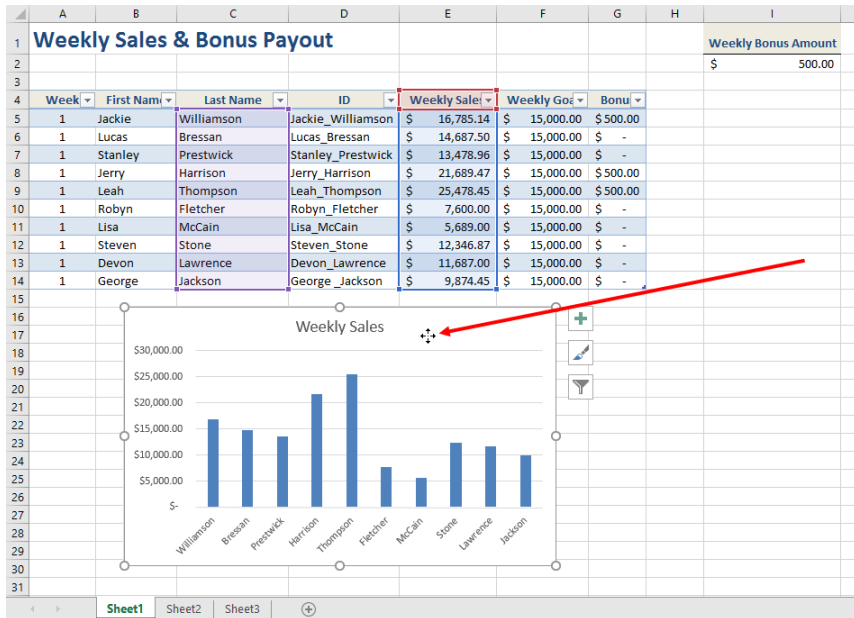 A B C D E F G H I
1 Weekly Sales & Bonus Payout Weekly Bonus Amount
2 $ 500.00
3
4 Week First Nam Last Name ID Weekly Sale Weekly Goa Bonu
5 1 Jackie Williamson Jackie_Williamson $ 16,785.14 $ 15,000.00 $500.00
6 1 Lucas Bressan Lucas_Bressan $ 14,687.50 $ 15,000.00 $ -
7 1 Stanley Prestwick Stanley_Prestwick $ 13,478.96 $ 15,000.00 $ -
8 1 Jerry Harrison Jerry_Harrison $ 21,689.47 $ 15,000.00 $500.00
9 1 Leah Thompson Leah_Thompson $ 25,478.45 $ 15,000.00 $500.00
10 1 Robyn Fletcher Robyn_Fletcher $ 7,600.00 $ 15,000.00 $ -
11 1 Lisa McCain Lisa_McCain $ 5,689.00 $ 15,000.00 $ -
12 1 Steven Stone Steven_Stone $ 12,346.87 $ 15,000.00 $ -
13 1 Devon Lawrence Devon_Lawrence $ 11,687.00 $ 15,000.00 $ -
14 1 George Jackson George _Jackson $ 9,874.45 $ 15,000.00 $ -
15
16
17
18
19
20
21
22
23
24
25
26
27
28
29
30
31
Weekly Sales
$30,000.00
$25,000.00
$20,000.00
$15,000.00
$10,000.00
$5,000.00
$-
Williamson Bressan Prestwick Harrison Thompson Fletcher McCain Stone Lawrence Jackson
Sheet1 Sheet2 Sheet3